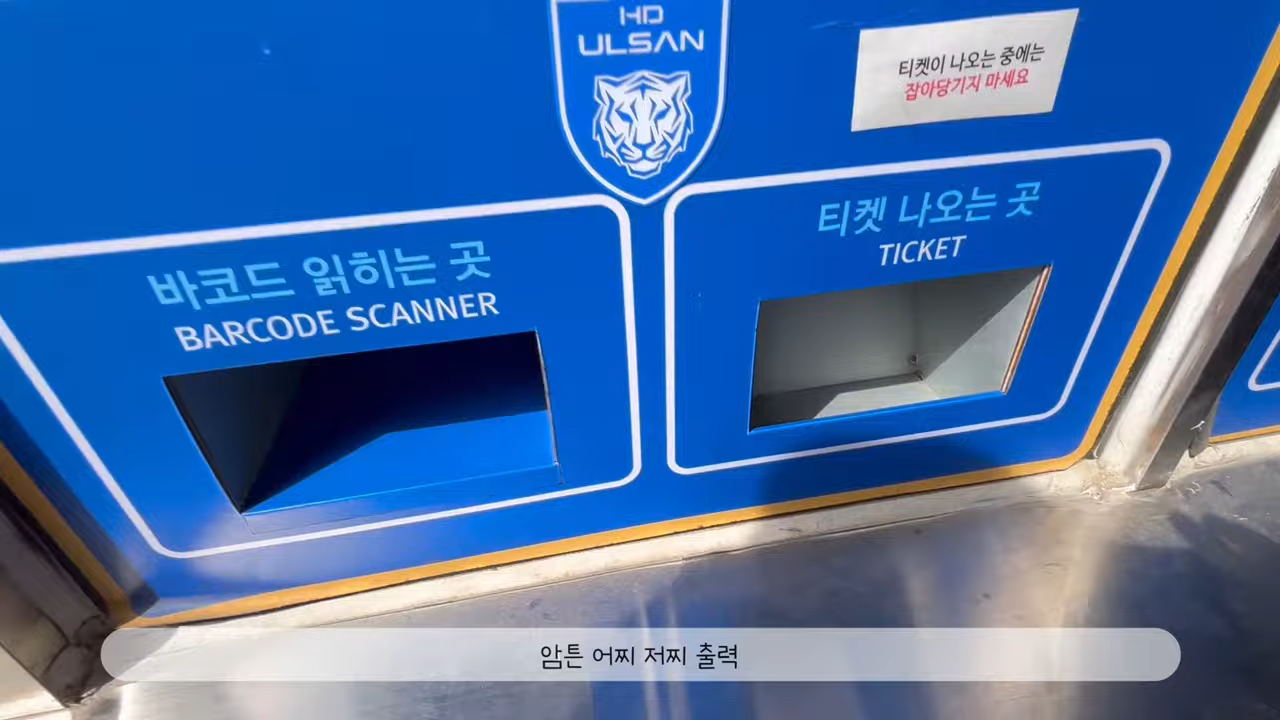 HD
ULSAN
티켓이 나오는 중에는
잡아당기지 마세요
바코드 읽히는 곳
BARCODE SCANNER
티켓 나오는 곳
TICKET
암튼 어찌 저찌 출력